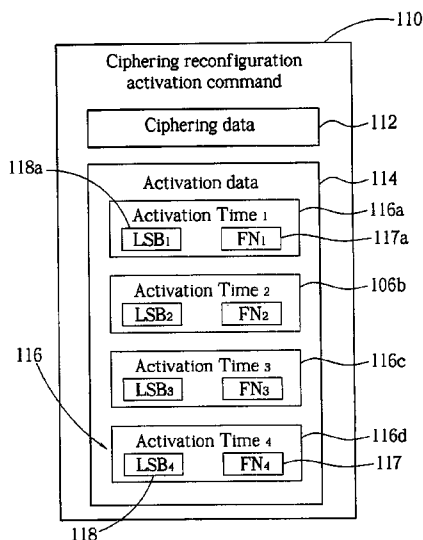 110
Ciphering reconfiguration
activation command
Ciphering data
112
118a
Activation data
114
Activation Time 1
116a
LSB1 FN1
117a
Activation Time 2
106b
LSB2 FN2
116
Activation Time 3
116c
LSB3 FN3
Activation Time 4
116d
LSB4 FN4
117
118